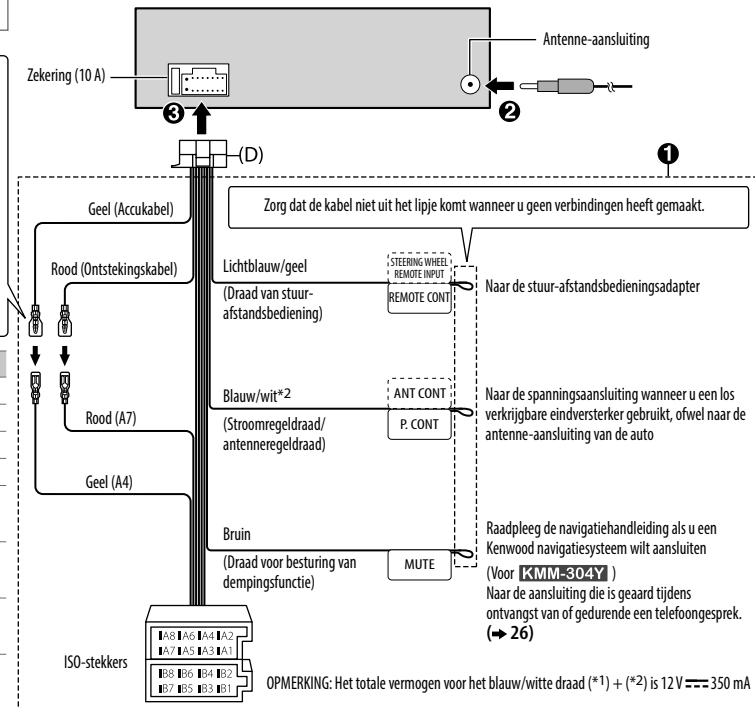 Antenne-aansluiting
Zekering (10 A)
❸
❷
(D)
❶
Geel (Accukabel)
Zorg dat de kabel niet uit het lipje komt wanneer u geen verbindingen heeft gemaakt.
Rood (Ontstekingskabel)
Lichtblauw/geel
(Draad van stuur-
afstandsbediening)
STEERING WHEEL
REMOTE INPUT
REMOTE CONT
Naar de stuur-afstandsbedieningsadapter
Rood (A7)
Geel (A4)
Blauw/wit*2
(Stroomregeldraad/
antenneregeldraad)
ANT CONT
P. CONT
Naar de spanningsaansluiting wanneer u een los
verkrijgbare eindversterker gebruikt, ofwel naar de
antenne-aansluiting van de auto
Bruin
(Draad voor besturing van
dempingsfunctie)
MUTE
Raadpleeg de navigatiehandleiding als u een
Kenwood navigatiesysteem wilt aansluiten
(Voor KMM-304Y )
Naar de aansluiting die is geaard tijdens
ontvangst van of gedurende een telefoongesprek.
(➜ 26)
ISO-stekkers
A8 A6 A4 A2
A7 A5 A3 A1
B8 B6 B4 B2
B7 B5 B3 B1
OPMERKING: Het totale vermogen voor het blauw/witte draad (*1) + (*2) is 12 V ⎓ 350 mA